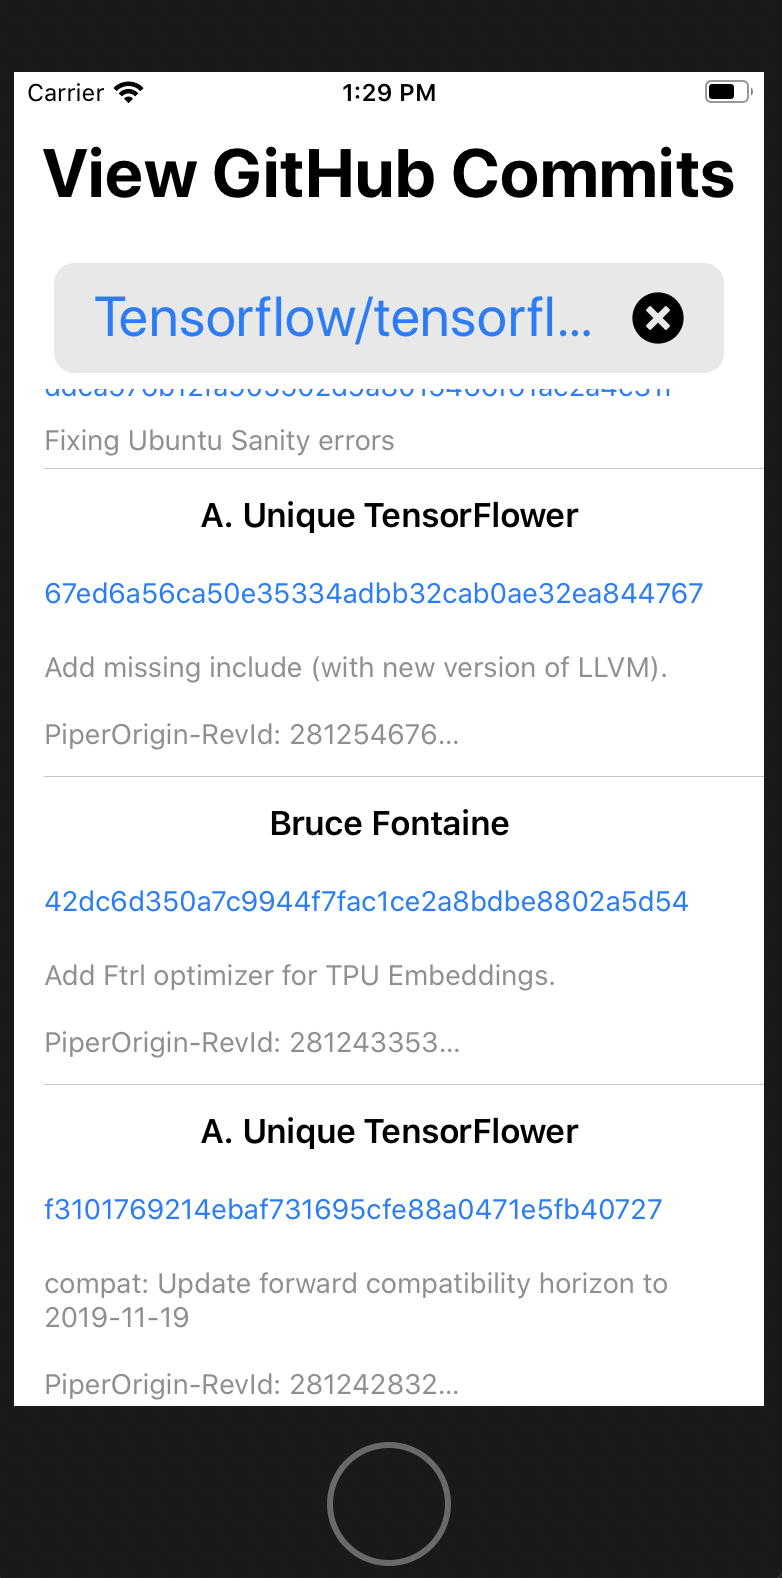 Carrier
1:29 PM
View GitHub Commits
Tensorflow/tensorfl...
Fixing Ubuntu Sanity errors
A. Unique TensorFlower
67ed6a56ca50e35334adbb32cab0ae32ea844767
Add missing include (with new version of LLVM).
PiperOrigin-RevId: 281254676...
Bruce Fontaine
42dc6d350a7c9944f7fac1ce2a8bdbe8802a5d54
Add Ftrl optimizer for TPU Embeddings.
PiperOrigin-RevId: 281243353...
A. Unique TensorFlower
f3101769214ebaf731695cfe88a0471e5fb40727
compat: Update forward compatibility horizon to
2019-11-19
PiperOrigin-RevId: 281242832...